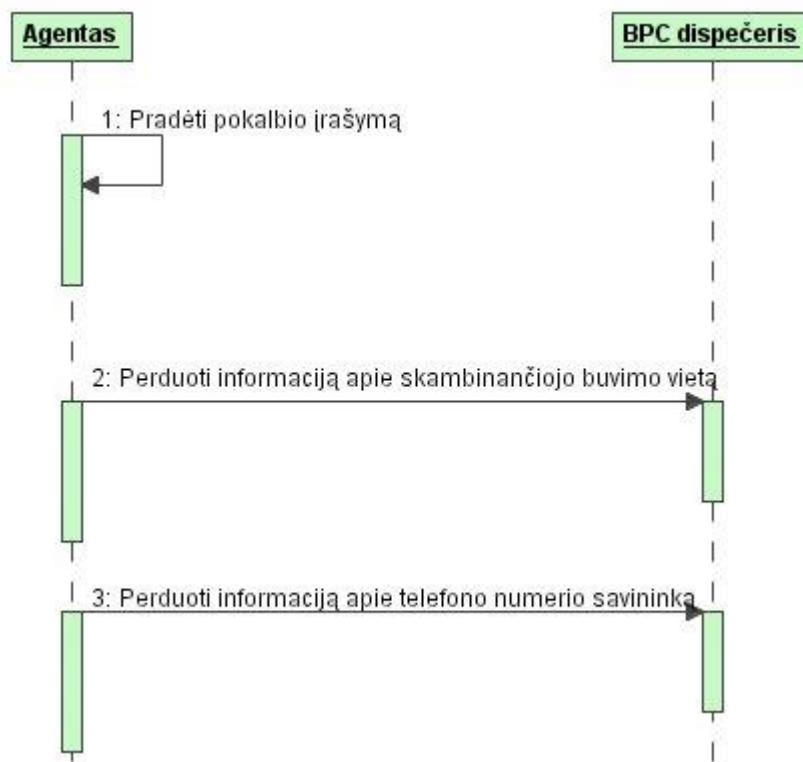 Agentas
BPC dispečeris
1: Pradėti pokalbio įrašymą
2: Perduoti informaciją apie skambinančiojo buvimo vietą
3: Perduoti informaciją apie telefono numerio savininką